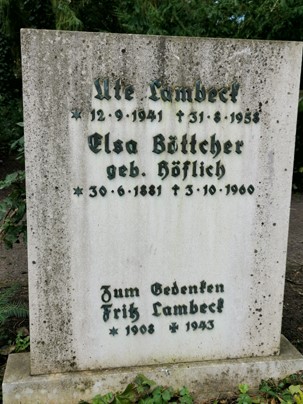 Ute Lambeck
* 12·9·1941 † 31·8·1958
Elsa Böttcher
geb. Höflich
* 30·6·1881 † 3·10·1960
Zum Gedenken
Fritz Lambeck
* 1908 ✠ 1943